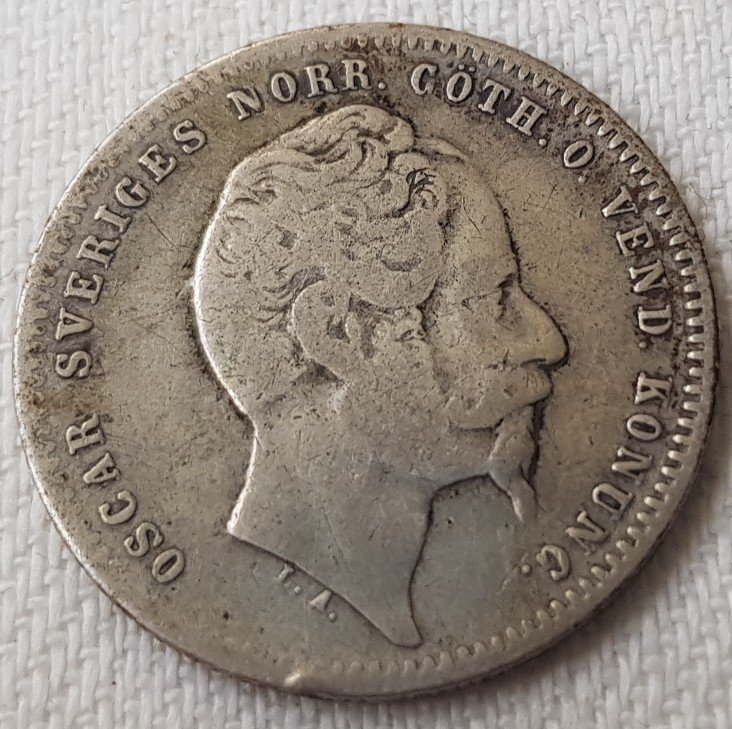 OSCAR SVERIGES NORR. GÖTH. O. VEND. KONUNG.
L.A.